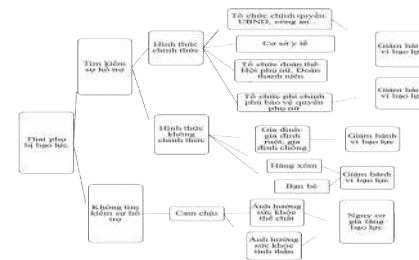 Thai phụ
bị bạo lực
Tìm kiếm
sự hỗ trợ
Không tìm
kiếm sự hỗ
trợ
Hình thức
chính thức
Hình thức
không
chính thức
Cam chịu
Tổ chức chính quyền:
UBND, công an…
Cơ sở y tế
Tổ chức đoàn thể:
Hội phụ nữ, Đoàn
thanh niên
Tổ chức phi chính
phủ bảo vệ quyền
phụ nữ
Gia đình:
gia đình
ruột, gia
đình chồng
Hàng xóm
Bạn bè
Ảnh hưởng
sức khỏe
thể chất
Ảnh hưởng
sức khỏe
tinh thần
Giảm hành
vi bạo lực
Giảm hành
vi bạo lực
Giảm hành
vi bạo lực
Giảm hành
vi bạo lực
Nguy cơ
gia tăng
bạo lực